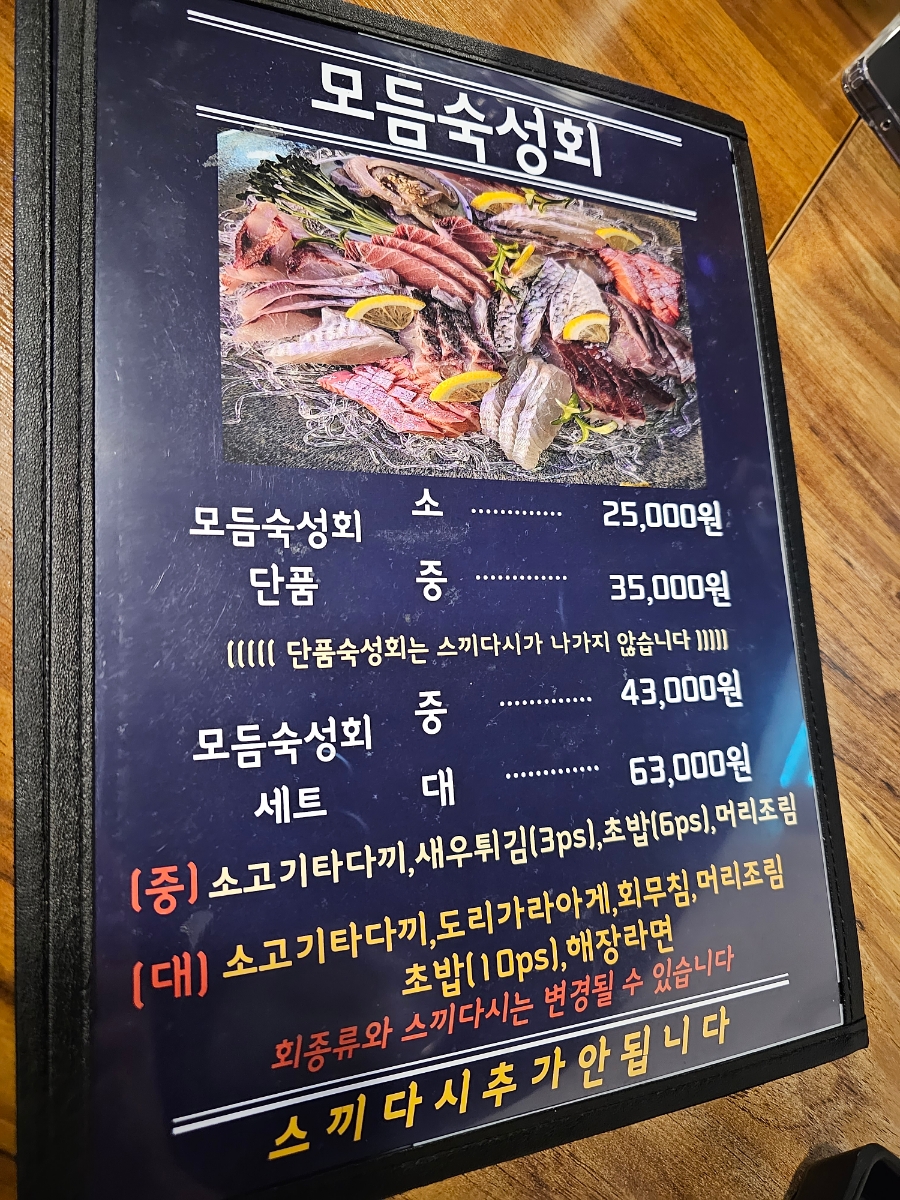 모듬숙성회
모듬숙성회 소 ············· 25,000원
단품 중 ············· 35,000원
((((( 단품숙성회는 스끼다시가 나가지 않습니다 )))))
모듬숙성회 중 ············· 43,000원
세트 대 ············· 63,000원
(중) 소고기타다끼,새우튀김(3ps),초밥(6ps),머리조림
(대) 소고기타다끼,도리가라아게,회무침,머리조림
초밥(10ps),해장라면
회종류와 스끼다시는 변경될 수 있습니다
스끼다시추가안됩니다